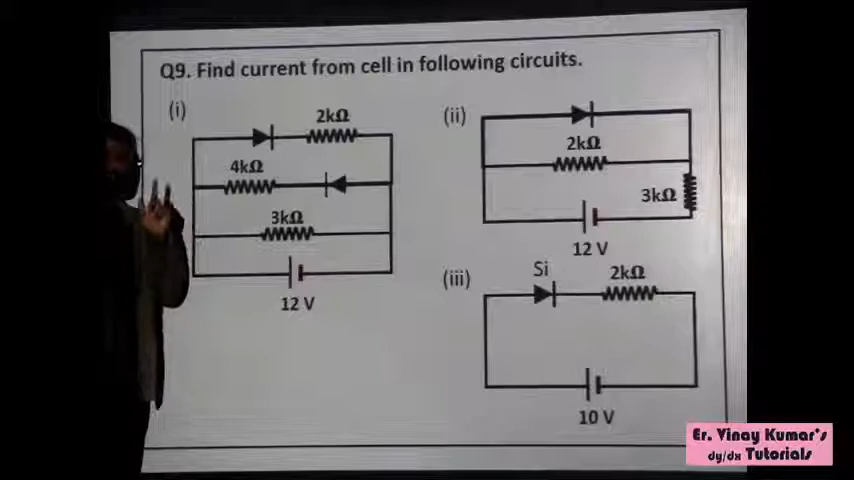 Q9. Find current from cell in following circuits.
(i)
2kΩ
4kΩ
3kΩ
12 V
(ii)
2kΩ
3kΩ
12 V
(iii)
Si
2kΩ
10 V
Er. Vinay Kumar's
dy/dx Tutorials